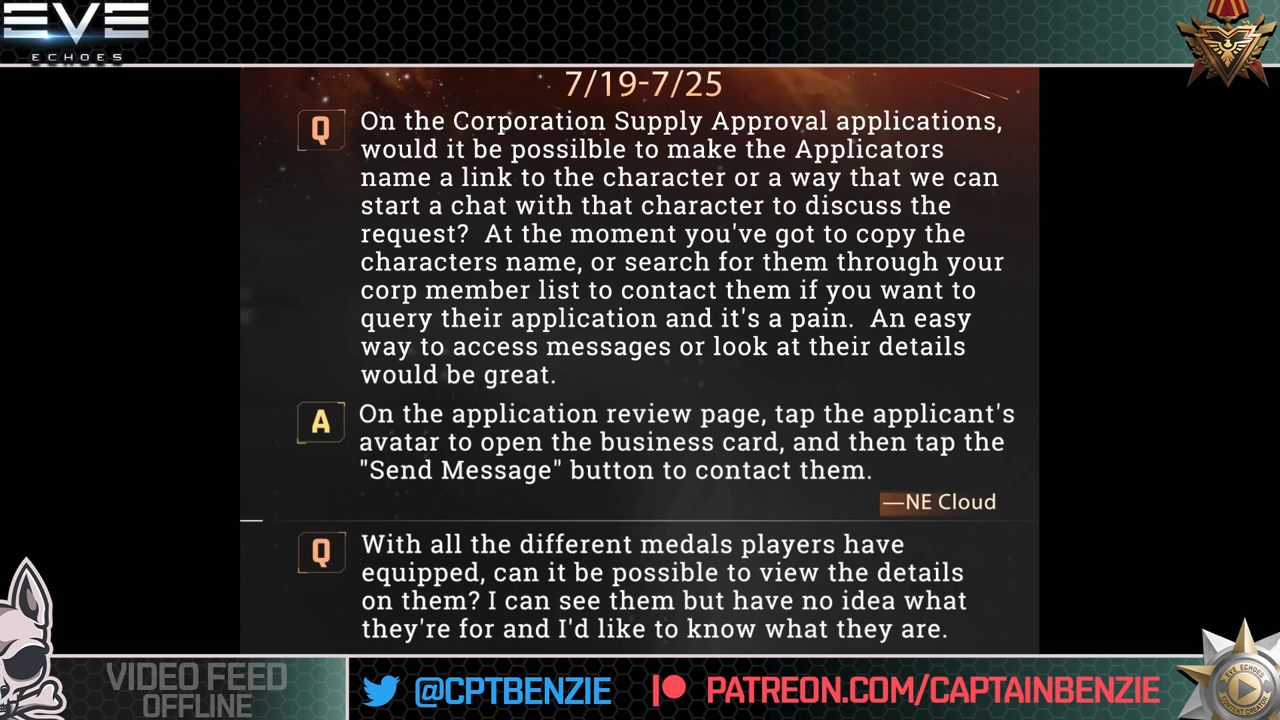 EVE
ECHOES
7/19-7/25
Q
On the Corporation Supply Approval applications,
would it be possilble to make the Applicators
name a link to the character or a way that we can
start a chat with that character to discuss the
request?  At the moment you've got to copy the
characters name, or search for them through your
corp member list to contact them if you want to
query their application and it's a pain.  An easy
way to access messages or look at their details
would be great.
A
On the application review page, tap the applicant's
avatar to open the business card, and then tap the
"Send Message" button to contact them.
—NE Cloud
Q
With all the different medals players have
equipped, can it be possible to view the details
on them? I can see them but have no idea what
they're for and I'd like to know what they are.
VIDEO FEED
OFFLINE
@CPTBENZIE
PATREON.COM/CAPTAINBENZIE
EVE ECHOES
CONTENT CREATOR